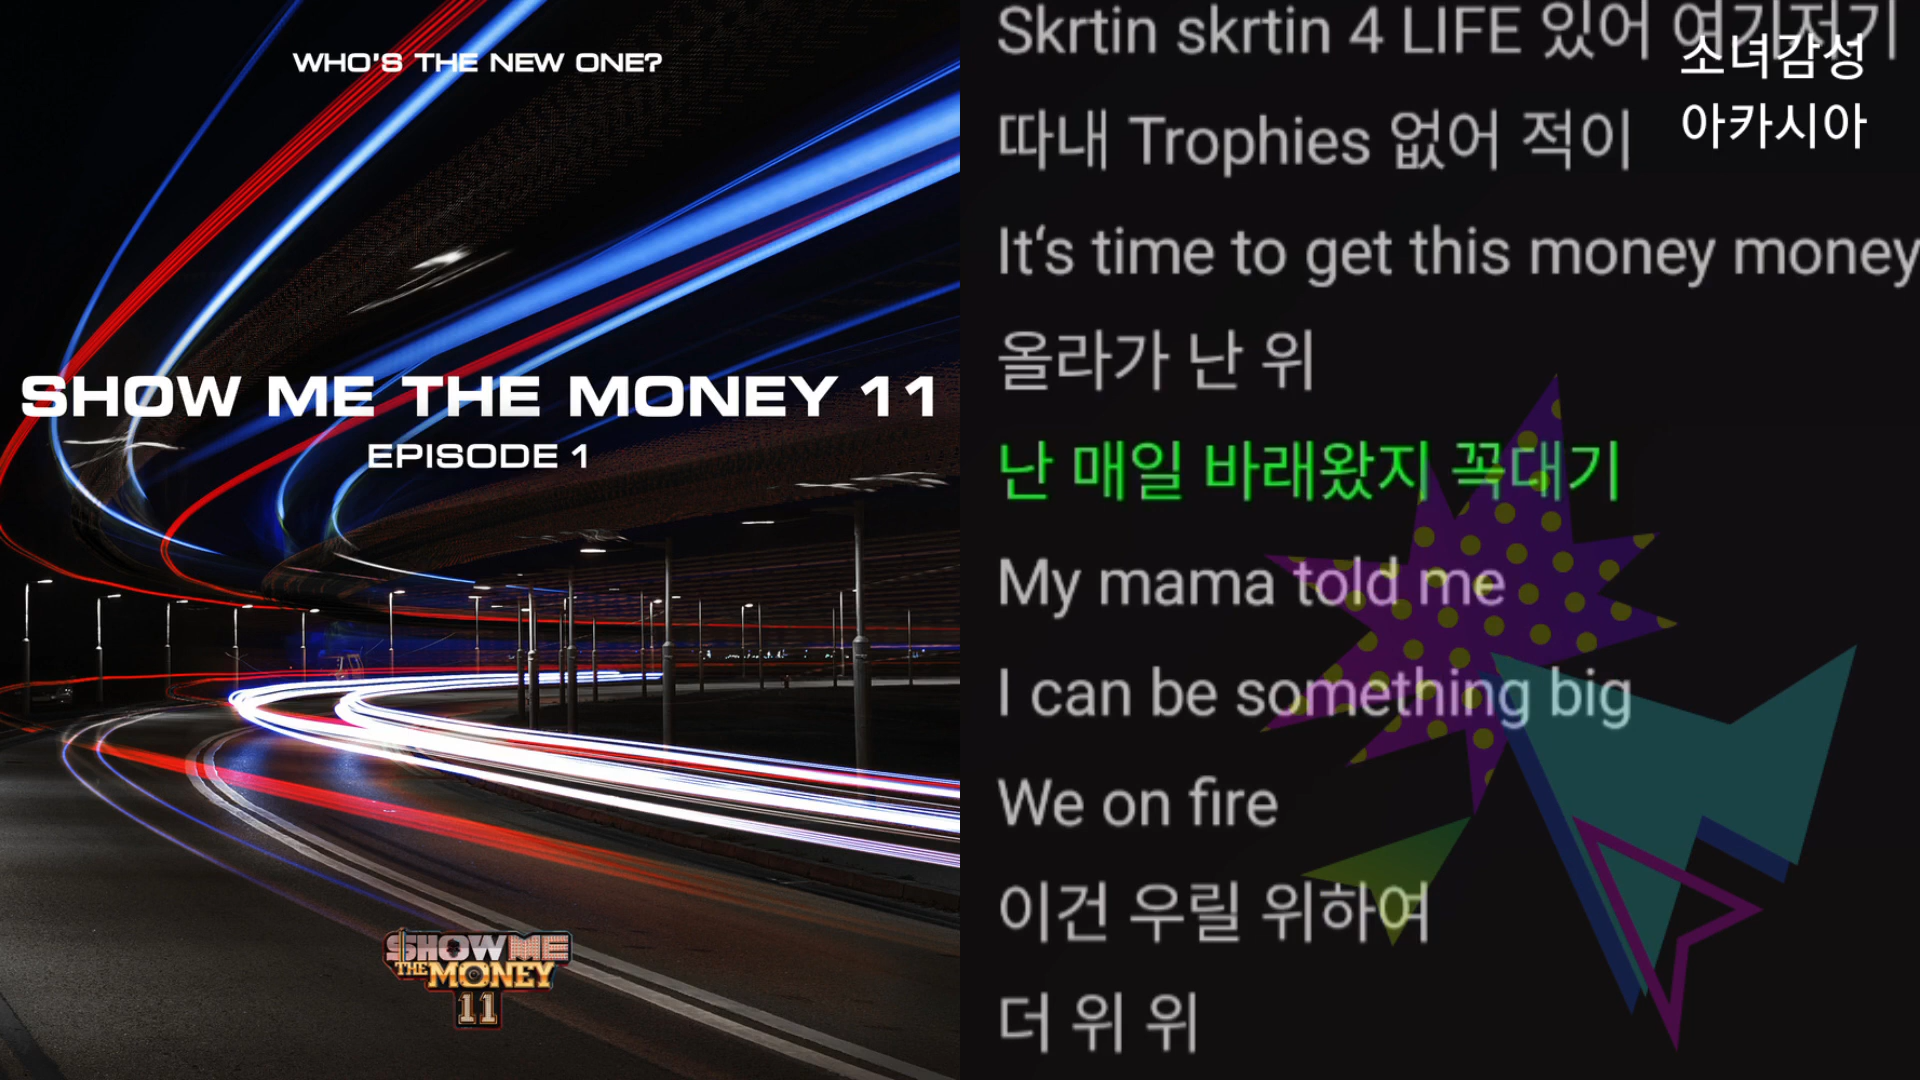 WHO'S THE NEW ONE?
SHOW ME THE MONEY 11
EPISODE 1
SHOW ME
THE MONEY
11
Skrtin skrtin 4 LIFE 있어 여기저기
소녀감성
아카시아
따내 Trophies 없어 적이
It‘s time to get this money money
올라가 난 위
난 매일 바래왔지 꼭대기
My mama told me
I can be something big
We on fire
이건 우릴 위하여
더 위 위